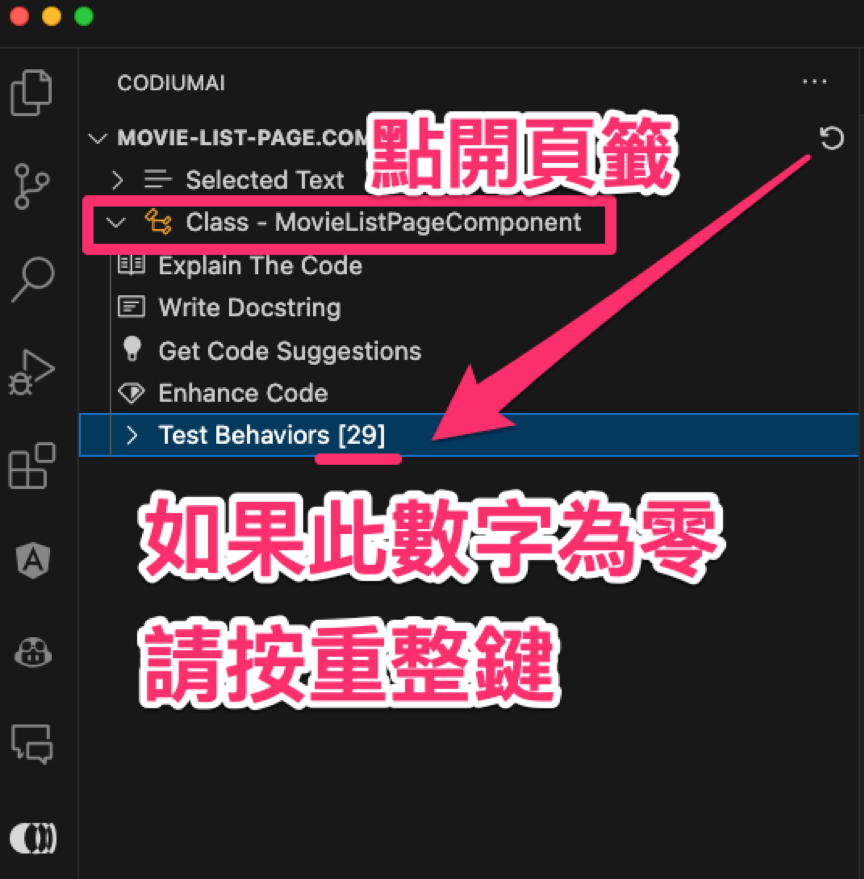 CODIUMAI
MOVIE-LIST-PAGE.COM
點開頁籤
Selected Text
Class - MovieListPageComponent
Explain The Code
Write Docstring
Get Code Suggestions
Enhance Code
Test Behaviors [29]
如果此數字為零
請按重整鍵